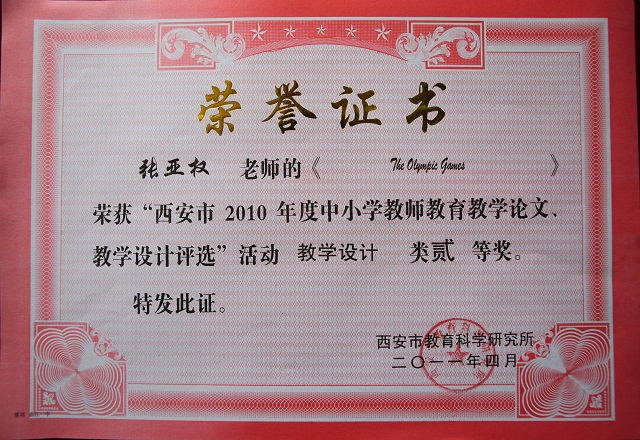 荣誉证书
张亚权 老师的《 The Olympic Games 》
荣获“西安市 2010 年度中小学教师教育教学论文、
教学设计评选”活动 教学设计 类贰 等奖。
特发此证。
西安市教育科学研究所
二〇一一年四月